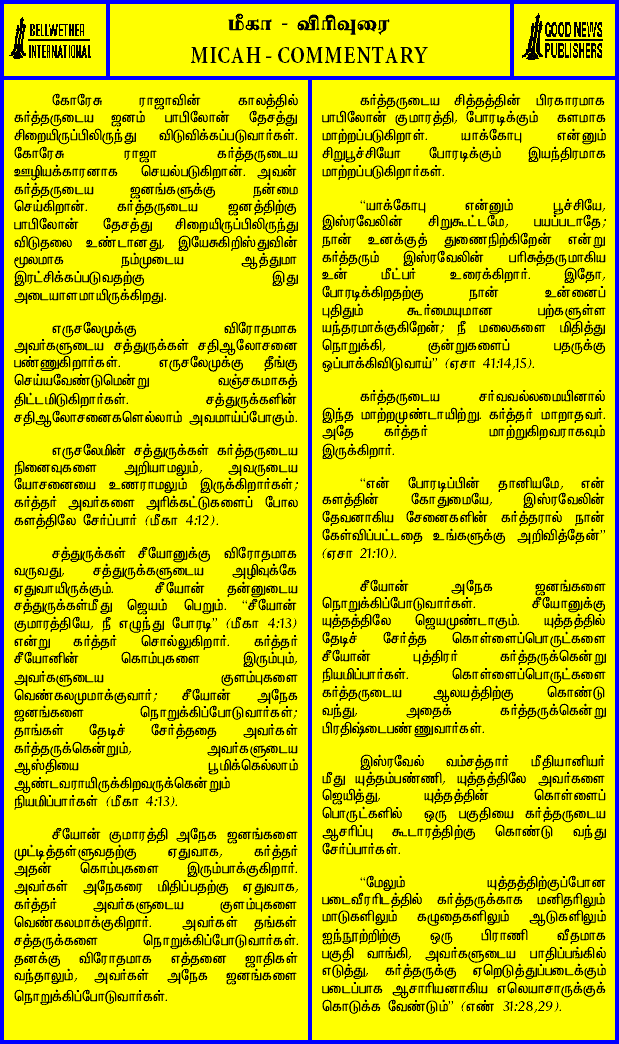 BELLWETHER
INTERNATIONAL
மீகா - விரிவுரை
MICAH - COMMENTARY
GOOD NEWS
PUBLISHERS
கோரேசு ராஜாவின் காலத்தில்
கர்த்தருடைய ஜனம் பாபிலோன் தேசத்து
சிறையிருப்பிலிருந்து விடுவிக்கப்படுவார்கள்.
கோரேசு ராஜா கர்த்தருடைய
ஊழியக்காரனாக செயல்படுகிறான். அவன்
கர்த்தருடைய ஜனங்களுக்கு நன்மை
செய்கிறான். கர்த்தருடைய ஜனத்திற்கு
பாபிலோன் தேசத்து சிறையிருப்பிலிருந்து
விடுதலை உண்டானது, இயேசுகிறிஸ்துவின்
மூலமாக நம்முடைய ஆத்துமா
இரட்சிக்கப்படுவதற்கு இது
அடையாளமாயிருக்கிறது.
எருசலேமுக்கு விரோதமாக
அவர்களுடைய சத்துருக்கள் சதிஆலோசனை
பண்ணுகிறார்கள். எருசலேமுக்கு தீங்கு
செய்யவேண்டுமென்று வஞ்சகமாகத்
திட்டமிடுகிறார்கள். சத்துருக்களின்
சதிஆலோசனைகளெல்லாம் அவமாய்ப்போகும்.
எருசலேமின் சத்துருக்கள் கர்த்தருடைய
நினைவுகளை அறியாமலும், அவருடைய
யோசனையை உணராமலும் இருக்கிறார்கள்;
கர்த்தர் அவர்களை அரிக்கட்டுகளைப் போல
களத்திலே சேர்ப்பார் (மீகா 4:12).
சத்துருக்கள் சீயோனுக்கு விரோதமாக
வருவது, சத்துருக்களுடைய அழிவுக்கே
ஏதுவாயிருக்கும். சீயோன் தன்னுடைய
சத்துருக்கள்மீது ஜெயம் பெறும். “சீயோன்
குமாரத்தியே, நீ எழுந்து போரடி” (மீகா 4:13)
என்று கர்த்தர் சொல்லுகிறார். கர்த்தர்
சீயோனின் கொம்புகளை இரும்பும்,
அவர்களுடைய குளம்புகளை
வெண்கலமுமாக்குவார்; சீயோன் அநேக
ஜனங்களை நொறுக்கிப்போடுவார்கள்;
தாங்கள் தேடிச் சேர்த்ததை அவர்கள்
கர்த்தருக்கென்றும், அவர்களுடைய
ஆஸ்தியை பூமிக்கெல்லாம்
ஆண்டவராயிருக்கிறவருக்கென்றும்
நியமிப்பார்கள் (மீகா 4:13).
சீயோன் குமாரத்தி அநேக ஜனங்களை
முட்டித்தள்ளுவதற்கு ஏதுவாக, கர்த்தர்
அதன் கொம்புகளை இரும்பாக்குகிறார்.
அவர்கள் அநேகரை மிதிப்பதற்கு ஏதுவாக,
கர்த்தர் அவர்களுடைய குளம்புகளை
வெண்கலமாக்குகிறார். அவர்கள் தங்கள்
சத்துருக்களை நொறுக்கிப்போடுவார்கள்.
தனக்கு விரோதமாக எத்தனை ஜாதிகள்
வந்தாலும், அவர்கள் அநேக ஜனங்களை
நொறுக்கிப்போடுவார்கள்.
கர்த்தருடைய சித்தத்தின் பிரகாரமாக
பாபிலோன் குமாரத்தி, போரடிக்கும் களமாக
மாற்றப்படுகிறாள். யாக்கோபு என்னும்
சிறுபூச்சியோ போரடிக்கும் இயந்திரமாக
மாற்றப்படுகிறார்கள்.
“யாக்கோபு என்னும் பூச்சியே,
இஸ்ரவேலின் சிறுகூட்டமே, பயப்படாதே;
நான் உனக்குத் துணைநிற்கிறேன் என்று
கர்த்தரும் இஸ்ரவேலின் பரிசுத்தருமாகிய
உன் மீட்பர் உரைக்கிறார். இதோ,
போரடிக்கிறதற்கு நான் உன்னைப்
புதிதும் கூர்மையுமான பற்களுள்ள
யந்தரமாக்குகிறேன்; நீ மலைகளை மிதித்து
நொறுக்கி, குன்றுகளைப் பதருக்கு
ஒப்பாக்கிவிடுவாய்” (ஏசா 41:14,15).
கர்த்தருடைய சர்வவல்லமையினால்
இந்த மாற்றமுண்டாயிற்று. கர்த்தர் மாறாதவர்.
அதே கர்த்தர் மாற்றுகிறவராகவும்
இருக்கிறார்.
“என் போரடிப்பின் தானியமே, என்
களத்தின் கோதுமையே, இஸ்ரவேலின்
தேவனாகிய சேனைகளின் கர்த்தரால் நான்
கேள்விப்பட்டதை உங்களுக்கு அறிவித்தேன்”
(ஏசா 21:10).
சீயோன் அநேக ஜனங்களை
நொறுக்கிப்போடுவார்கள். சீயோனுக்கு
யுத்தத்திலே ஜெயமுண்டாகும். யுத்தத்தில்
தேடிச் சேர்த்த கொள்ளைப்பொருட்களை
சீயோன் புத்திரர் கர்த்தருக்கென்று
நியமிப்பார்கள். கொள்ளைப்பொருட்களை
கர்த்தருடைய ஆலயத்திற்கு கொண்டு
வந்து, அதைக் கர்த்தருக்கென்று
பிரதிஷ்டைபண்ணுவார்கள்.
இஸ்ரவேல் வம்சத்தார் மீதியானியர்
மீது யுத்தம்பண்ணி, யுத்தத்திலே அவர்களை
ஜெயித்து, யுத்தத்தின் கொள்ளைப்
பொருட்களில் ஒரு பகுதியை கர்த்தருடைய
ஆசரிப்பு கூடாரத்திற்கு கொண்டு வந்து
சேர்ப்பார்கள்.
“மேலும் யுத்தத்திற்குப்போன
படைவீரரிடத்தில் கர்த்தருக்காக மனிதரிலும்
மாடுகளிலும் கழுதைகளிலும் ஆடுகளிலும்
ஐந்நூற்றிற்கு ஒரு பிராணி வீதமாக
பகுதி வாங்கி, அவர்களுடைய பாதிப்பங்கில்
எடுத்து, கர்த்தருக்கு ஏறெடுத்துப்படைக்கும்
படைப்பாக ஆசாரியனாகிய எலெயாசாருக்குக்
கொடுக்க வேண்டும்” (எண் 31:28,29).